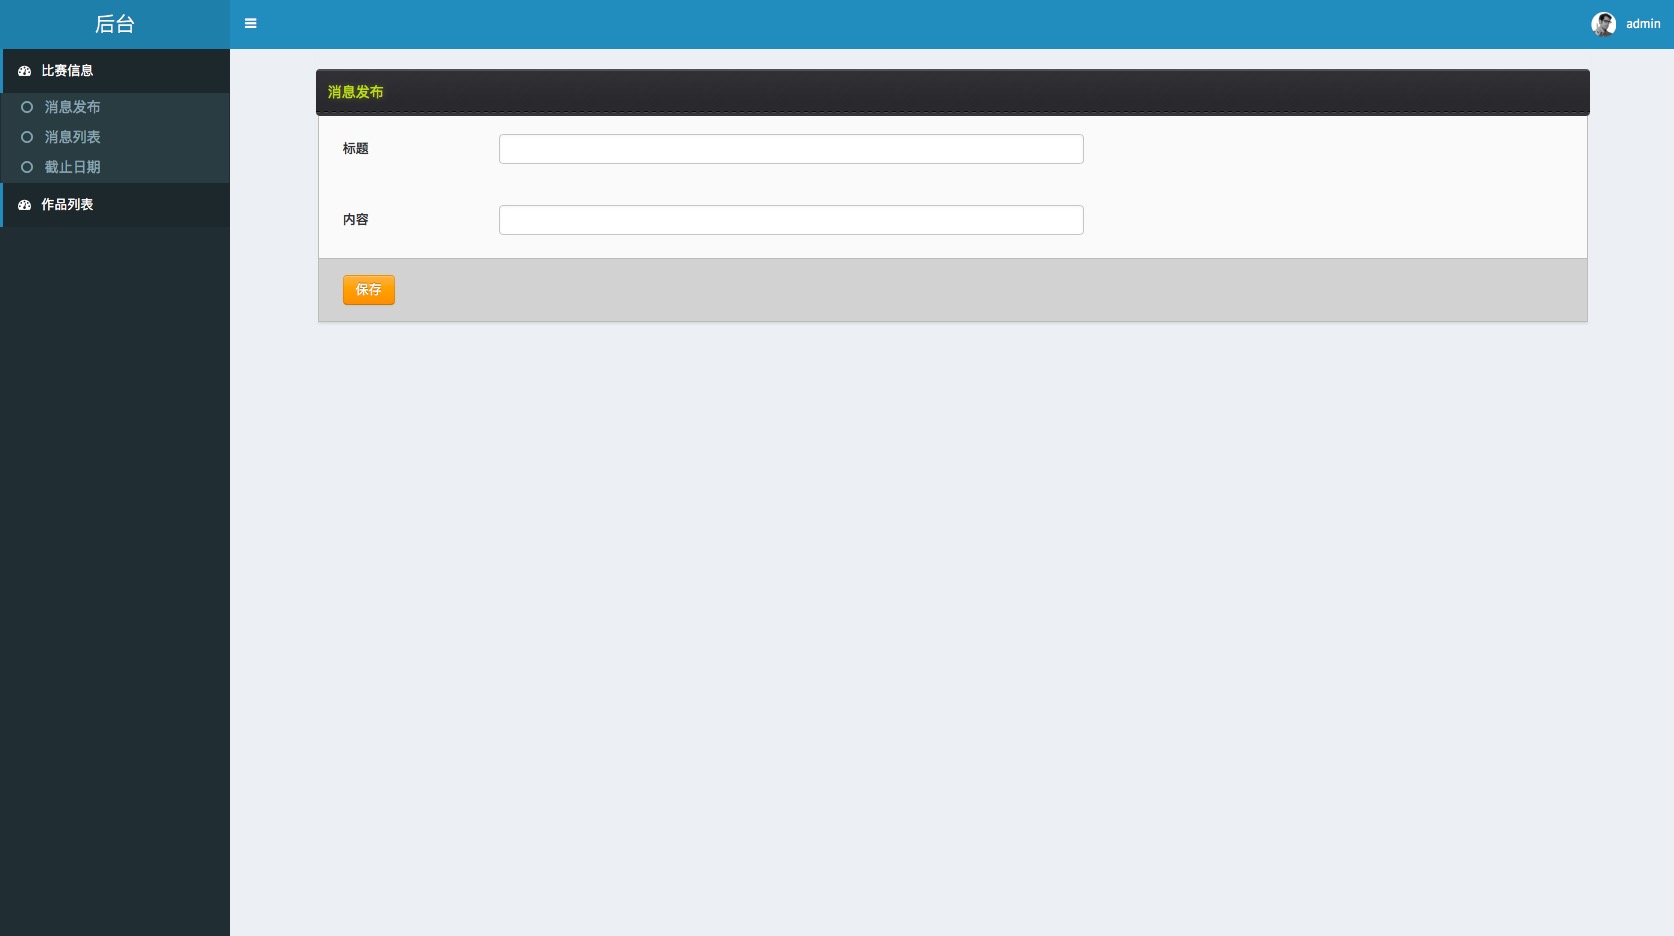 后台
admin
比赛信息
消息发布
消息列表
截止日期
作品列表
消息发布
标题
内容
保存